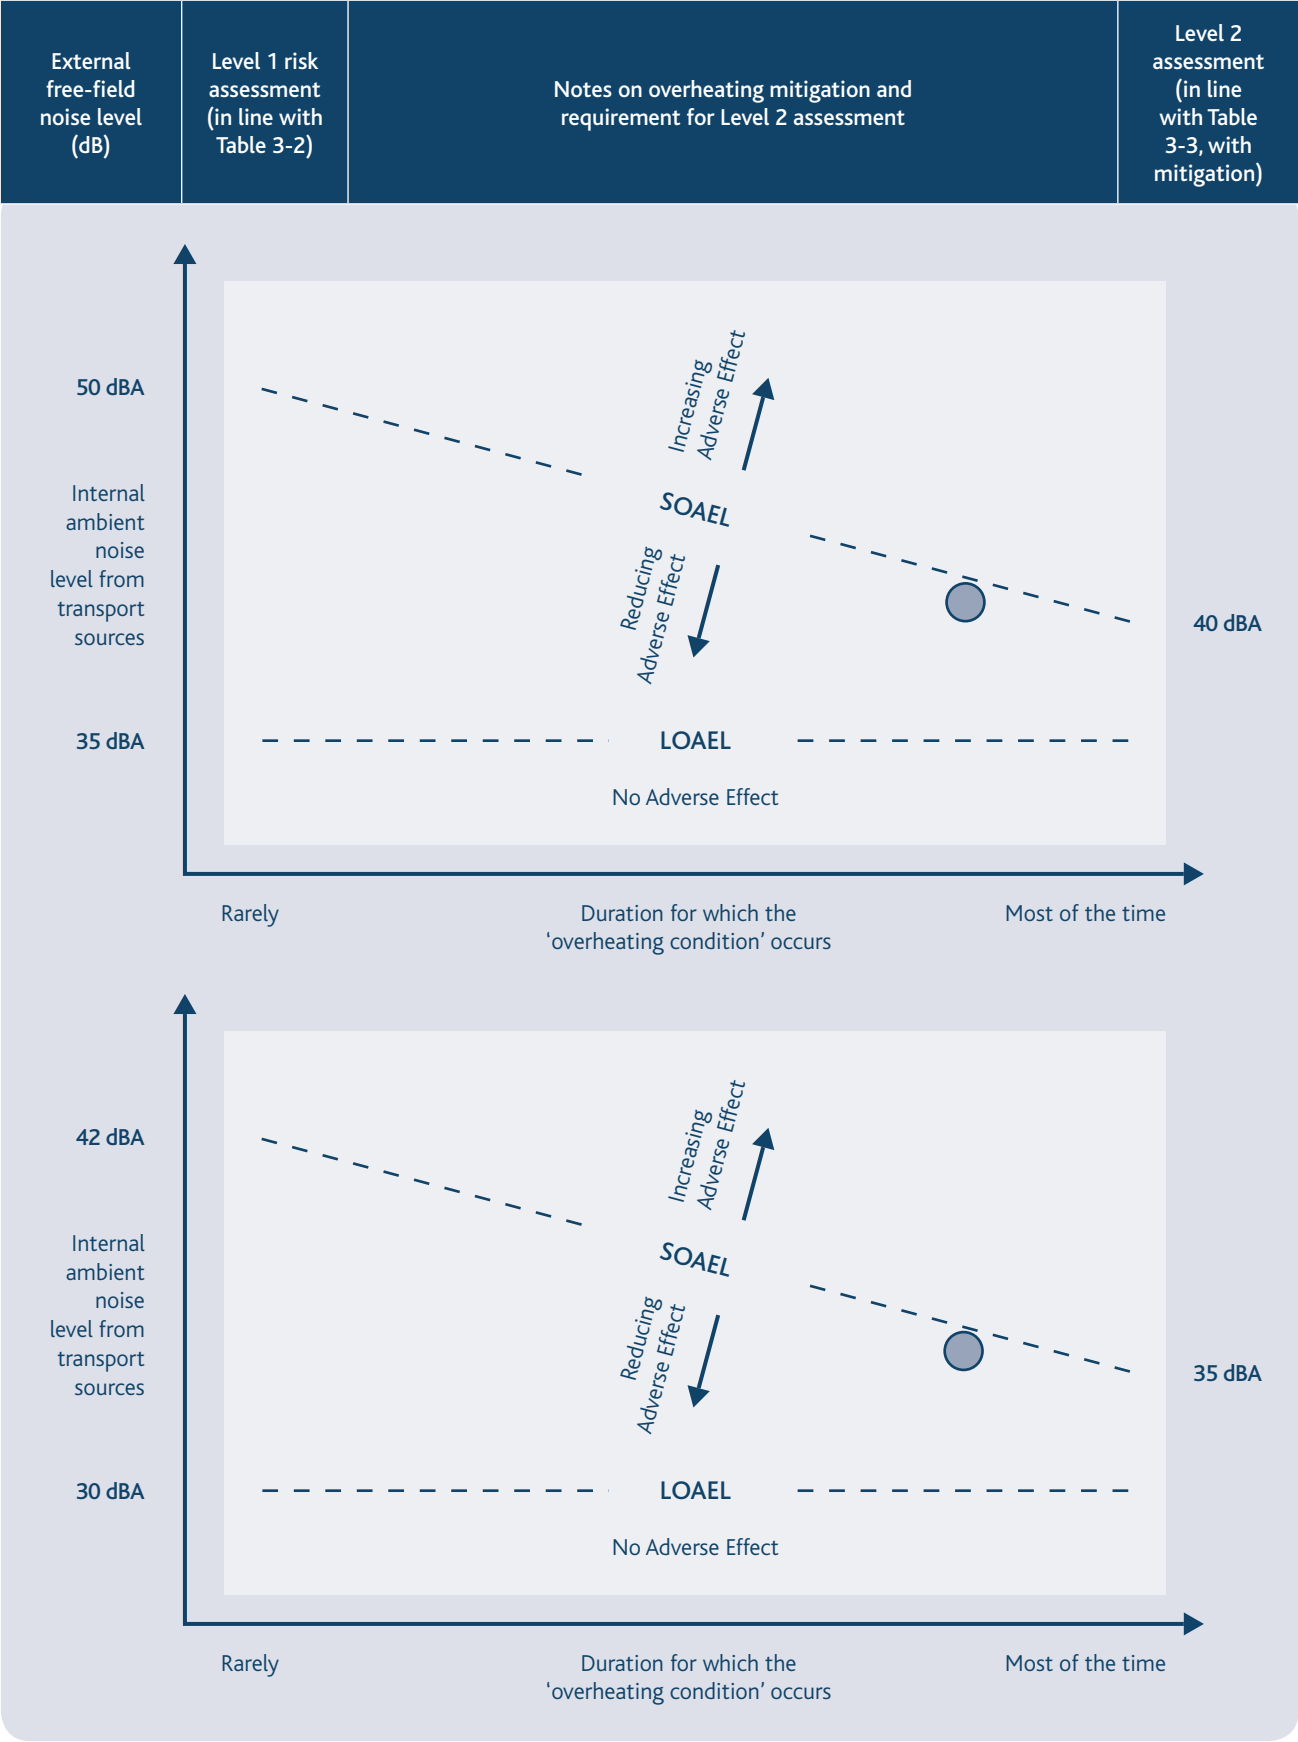 External
free-field
noise level
(dB)
Level 1 risk
assessment
(in line with
Table 3-2)
Notes on overheating mitigation and
requirement for Level 2 assessment
Level 2
assessment
(in line
with Table
3-3, with
mitigation)
50 dBA
Internal
ambient
noise
level from
transport
sources
35 dBA
Increasing
Adverse Effect
SOAEL
Reducing
Adverse Effect
40 dBA
LOAEL
No Adverse Effect
Rarely
Duration for which the
‘overheating condition’ occurs
Most of the time
42 dBA
Internal
ambient
noise
level from
transport
sources
30 dBA
Increasing
Adverse Effect
SOAEL
Reducing
Adverse Effect
35 dBA
LOAEL
No Adverse Effect
Rarely
Duration for which the
‘overheating condition’ occurs
Most of the time